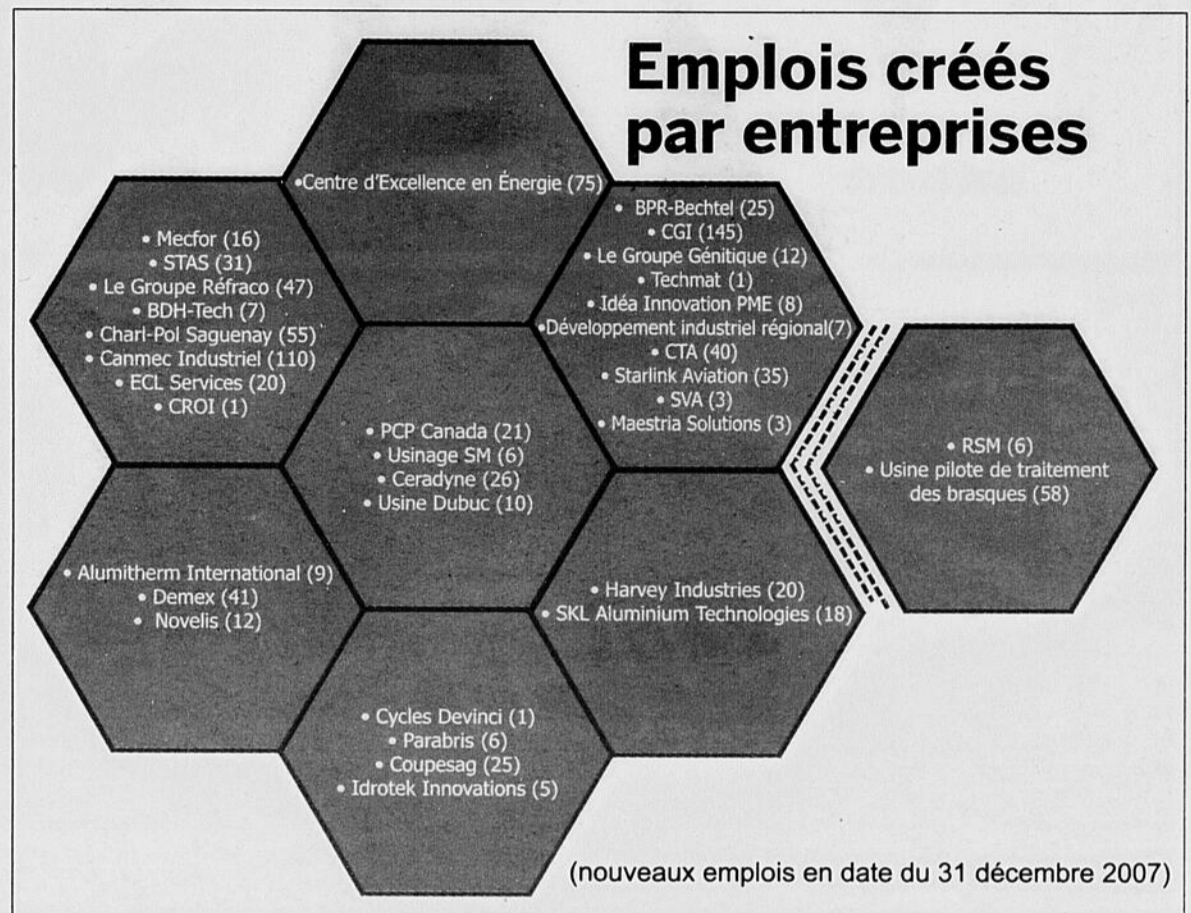 Emplois créés
par entreprises
•Centre d'Excellence en Énergie (75)
• Mecfor (16)
• STAS (31)
• Le Groupe Réfraco (47)
• BDH-Tech (7)
• Charl-Pol Saguenay (55)
• Canmec Industriel (110)
• ECL Services (20)
• CROI (1)
• BPR-Bechtel (25)
• CGI (145)
• Le Groupe Génitique (12)
• Techmat (1)
• Idéa Innovation PME (8)
•Développement industriel régional(7)
• CTA (40)
• Starlink Aviation (35)
• SVA (3)
• Maestria Solutions (3)
• PCP Canada (21)
• Usinage SM (6)
• Ceradyne (26)
• Usine Dubuc (10)
• RSM (6)
• Usine pilote de traitement
des brasques (58)
• Alumitherm International (9)
• Demex (41)
• Novelis (12)
• Harvey Industries (20)
• SKL Aluminium Technologies (18)
• Cycles Devinci (1)
• Parabris (6)
• Coupesag (25)
• Idrotek Innovations (5)
(nouveaux emplois en date du 31 décembre 2007)